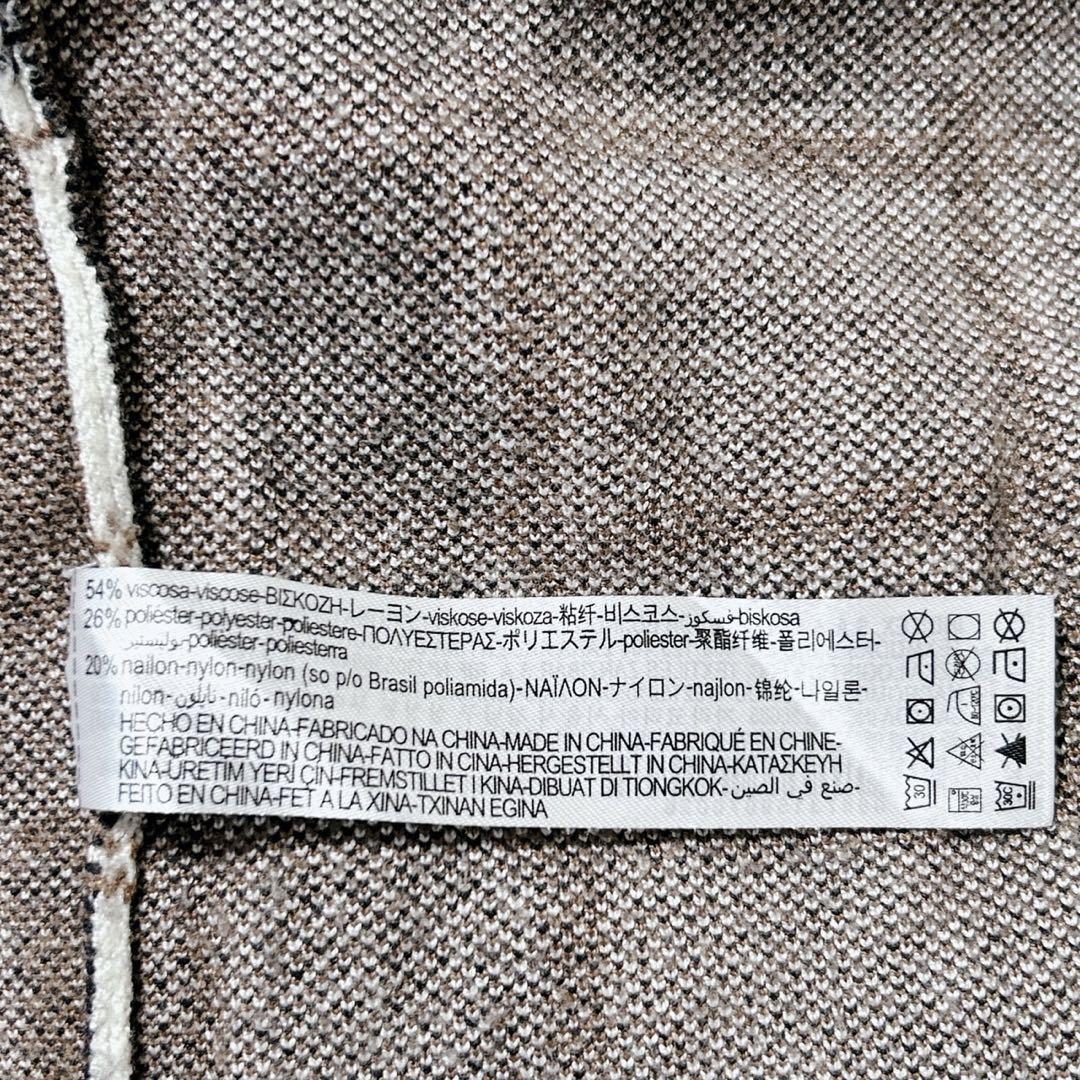 54% viscosa-viscose-ΒΙΣΚΟΖΗ-レーヨン-viskose-viskoza-粘纤-비스코스-فسكوز-biskosa
26% poliéster-polyester-poliestere-ΠΟΛΥΕΣΤΕΡΑΣ-ポリエステル-poliester-聚酯纤维-폴리에스터-
بوليستير-poliéster-poliesterra
20% nailon-nylon-nylon (so p/o Brasil poliamida)-ΝΑΪΛΟΝ-ナイロン-najlon-锦纶-나일론-
nilon-نايلون-niló-nylona
HECHO EN CHINA-FABRICADO NA CHINA-MADE IN CHINA-FABRIQUÉ EN CHINE-
GEFABRICEERD IN CHINA-FATTO IN CINA-HERGESTELLT IN CHINA-ΚΑΤΑΣΚΕΥΗ
ΚΙΝΑ-URETIM YERİ ÇIN-FREMSTILLET I KINA-DIBUAT DI TIONGKOK-صنع في الصين-
FEITO EN CHINA-FET A LA XINA-TXINAN EGINA